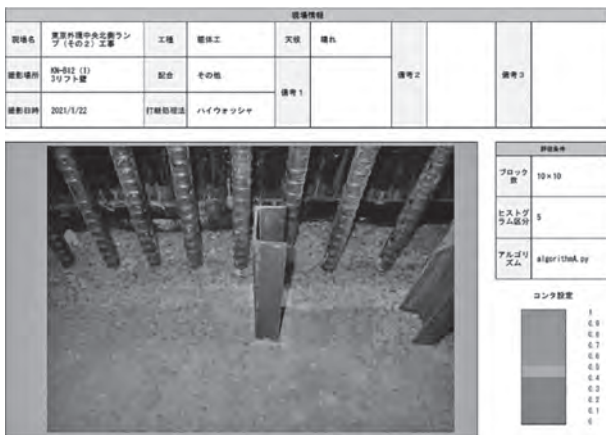 現場情報
現場名
東京外環中央北側ラン
プ（その２）工事
工種
躯体工
天候
晴れ
備考１
備考２
備考３
撮影場所
3リフト壁
配合
その他
撮影日時
2021/1/22
打継処理法
ハイウォッシャ
評価条件
ブロック
数
10×10
ヒストグ
ラム区分
5
アルゴリ
ズム
algorithmA.py
コンタ設定
1
0.9
0.8
0.7
0.6
0.5
0.4
0.3
0.2
0.1
0